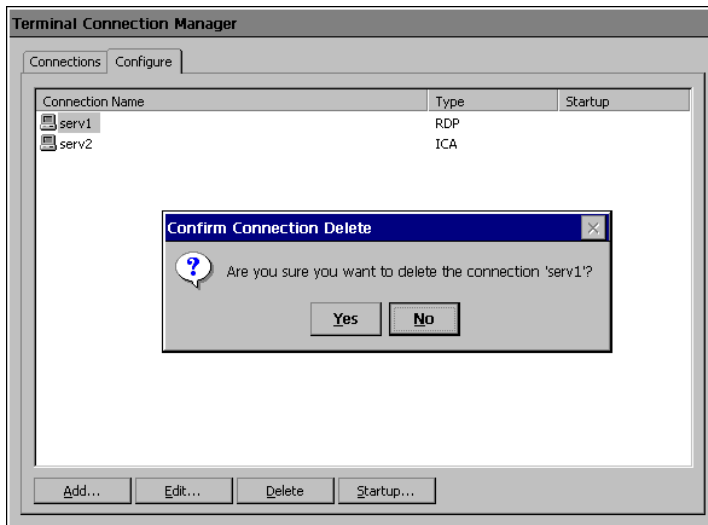 Terminal Connection Manager
Connections Configure
Connection Name Type Startup
serv1 RDP
serv2 ICA
Confirm Connection Delete
? Are you sure you want to delete the connection 'serv1'?
Yes No
Add... Edit... Delete Startup...